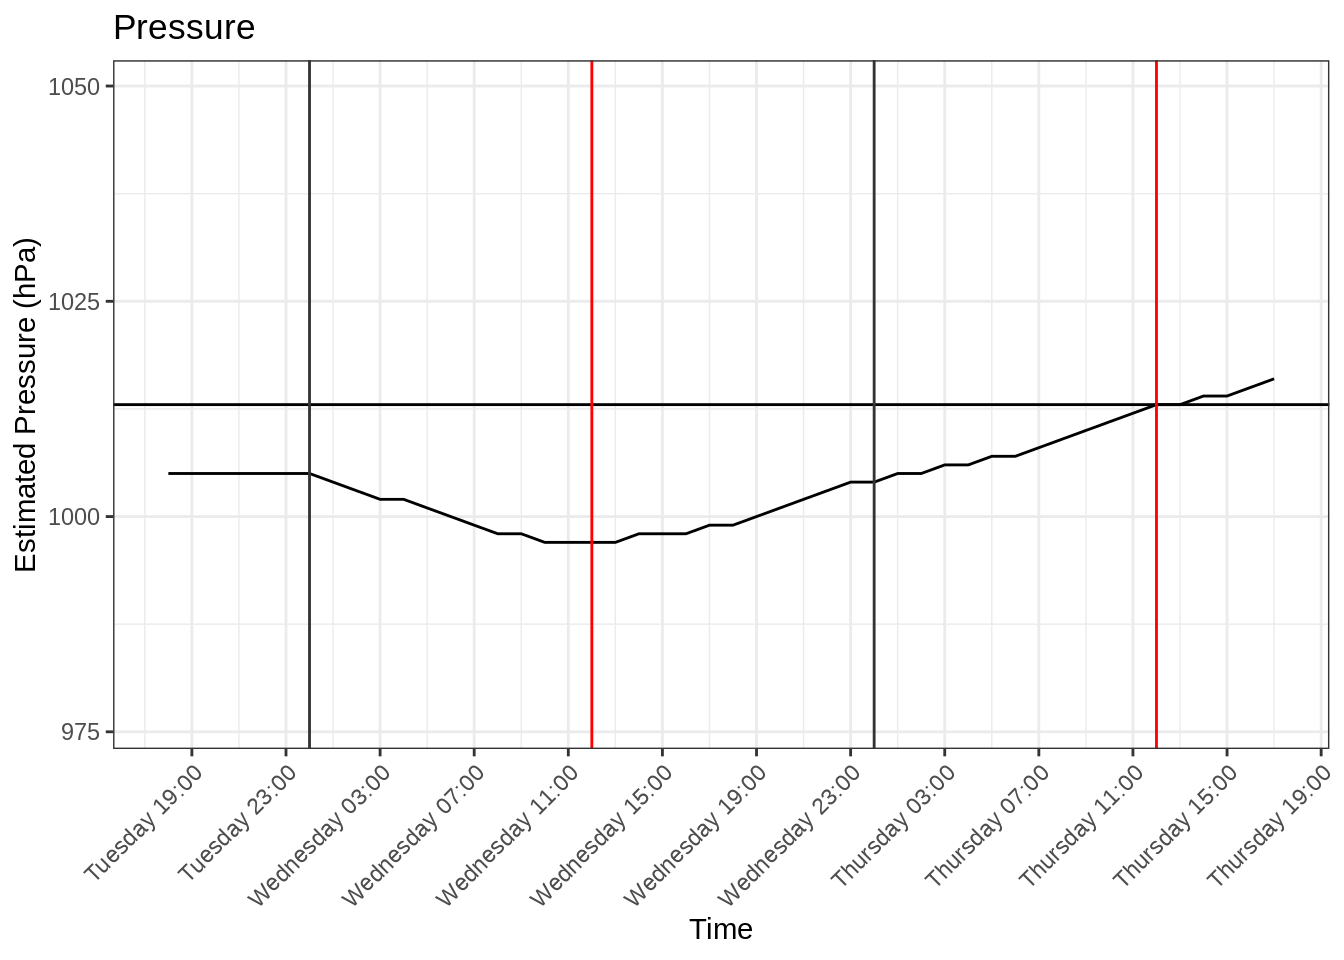 Pressure
Estimated Pressure (hPa)
1050
1025
1000
975
Tuesday 19:00
Tuesday 23:00
Wednesday 03:00
Wednesday 07:00
Wednesday 11:00
Wednesday 15:00
Wednesday 19:00
Wednesday 23:00
Thursday 03:00
Thursday 07:00
Thursday 11:00
Thursday 15:00
Thursday 19:00
Time